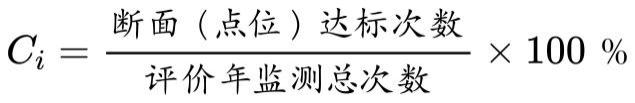 C_i = 断面（点位）达标次数 / 评价年监测总次数 × 100 %